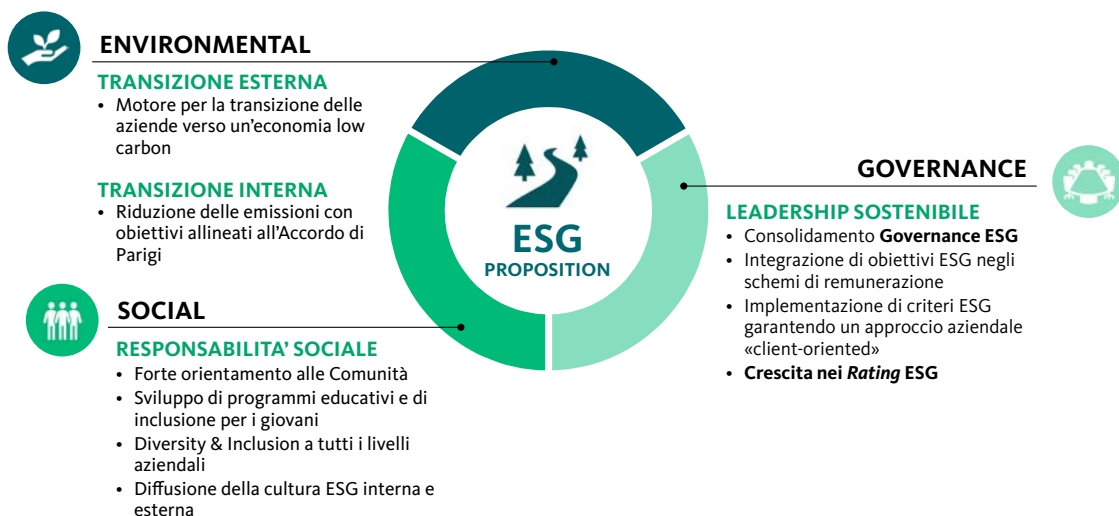 ENVIRONMENTAL
TRANSIZIONE ESTERNA
• Motore per la transizione delle
aziende verso un’economia low
carbon
TRANSIZIONE INTERNA
• Riduzione delle emissioni con
obiettivi allineati all’Accordo di
Parigi
SOCIAL
RESPONSABILITA’ SOCIALE
• Forte orientamento alle Comunità
• Sviluppo di programmi educativi e di
inclusione per i giovani
• Diversity & Inclusion a tutti i livelli
aziendali
• Diffusione della cultura ESG interna e
esterna
ESG
PROPOSITION
GOVERNANCE
LEADERSHIP SOSTENIBILE
• Consolidamento Governance ESG
• Integrazione di obiettivi ESG negli
schemi di remunerazione
• Implementazione di criteri ESG
garantendo un approccio aziendale
«client-oriented»
• Crescita nei Rating ESG